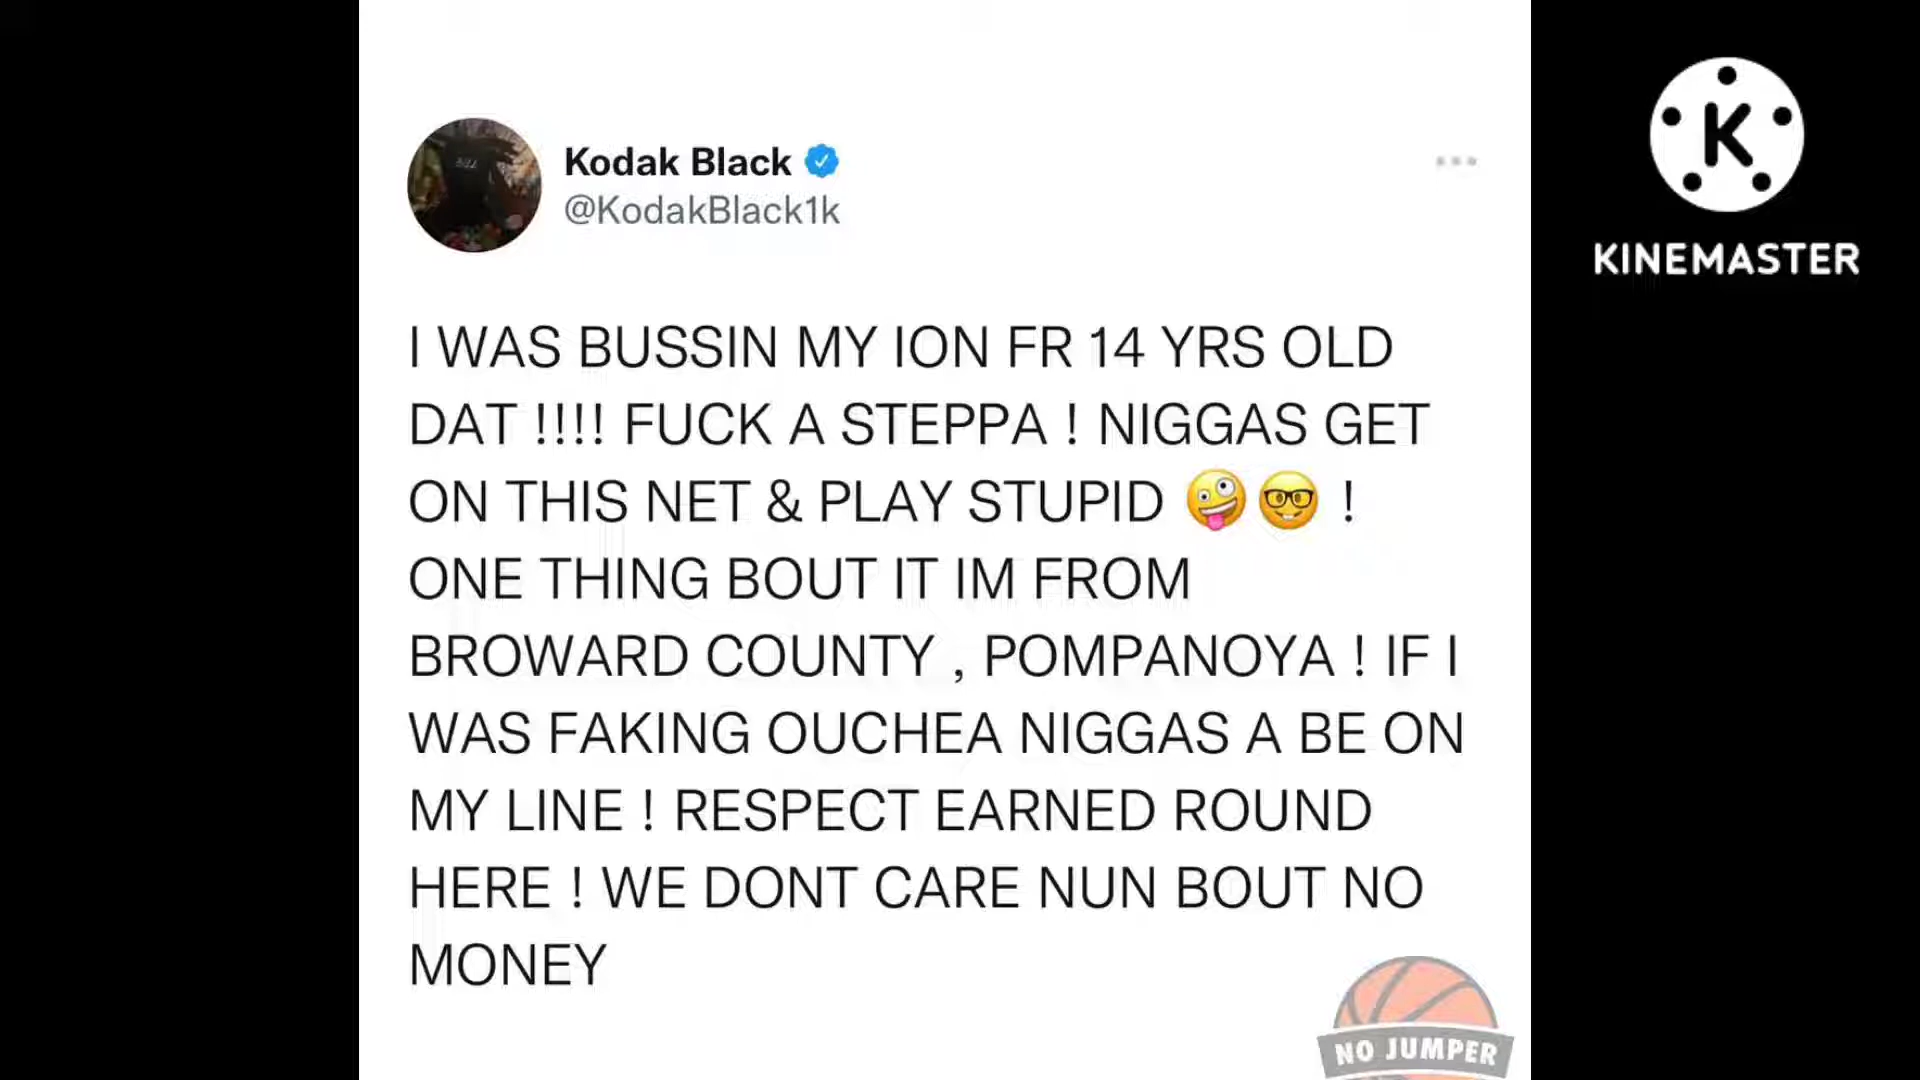 Kodak Black
@KodakBlack1k
I WAS BUSSIN MY ION FR 14 YRS OLD
DAT !!!! FUCK A STEPPA ! NIGGAS GET
ON THIS NET & PLAY STUPID 🤪🤓 !
ONE THING BOUT IT IM FROM
BROWARD COUNTY , POMPANOYA ! IF I
WAS FAKING OUCHEA NIGGAS A BE ON
MY LINE ! RESPECT EARNED ROUND
HERE ! WE DONT CARE NUN BOUT NO
MONEY
K
KINEMASTER
NO JUMPER